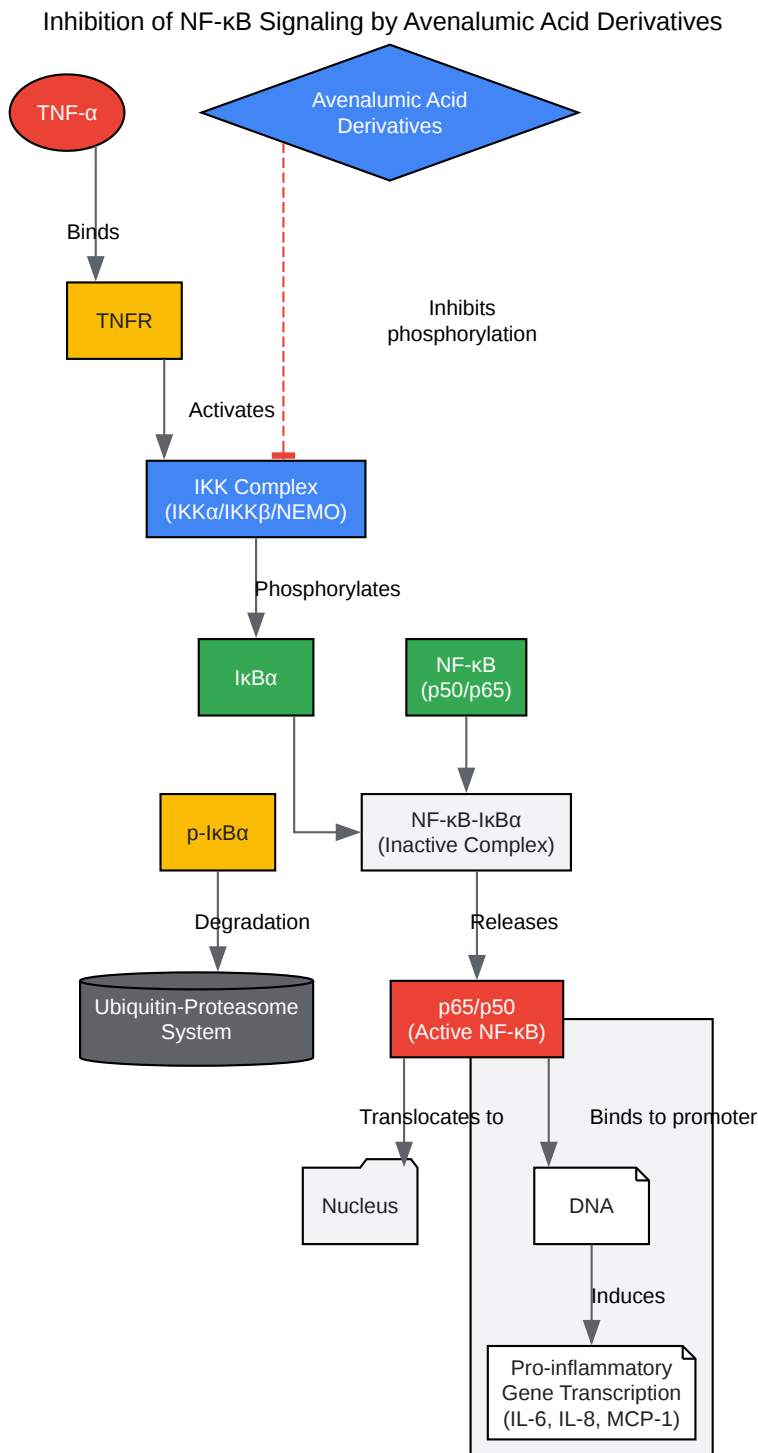 Inhibition of NF-κB Signaling by Avenalumic Acid Derivatives
TNF-α
Avenalumic Acid
Derivatives
Binds
TNFR
Inhibits
phosphorylation
Activates
IKK Complex
(IKKα/IKKβ/NEMO)
Phosphorylates
IκBα
NF-κB
(p50/p65)
p-IκBα
NF-κB-IκBα
(Inactive Complex)
Degradation
Releases
Ubiquitin-Proteasome
System
p65/p50
(Active NF-κB)
Translocates to
Binds to promoter
Nucleus
DNA
Induces
Pro-inflammatory
Gene Transcription
(IL-6, IL-8, MCP-1)